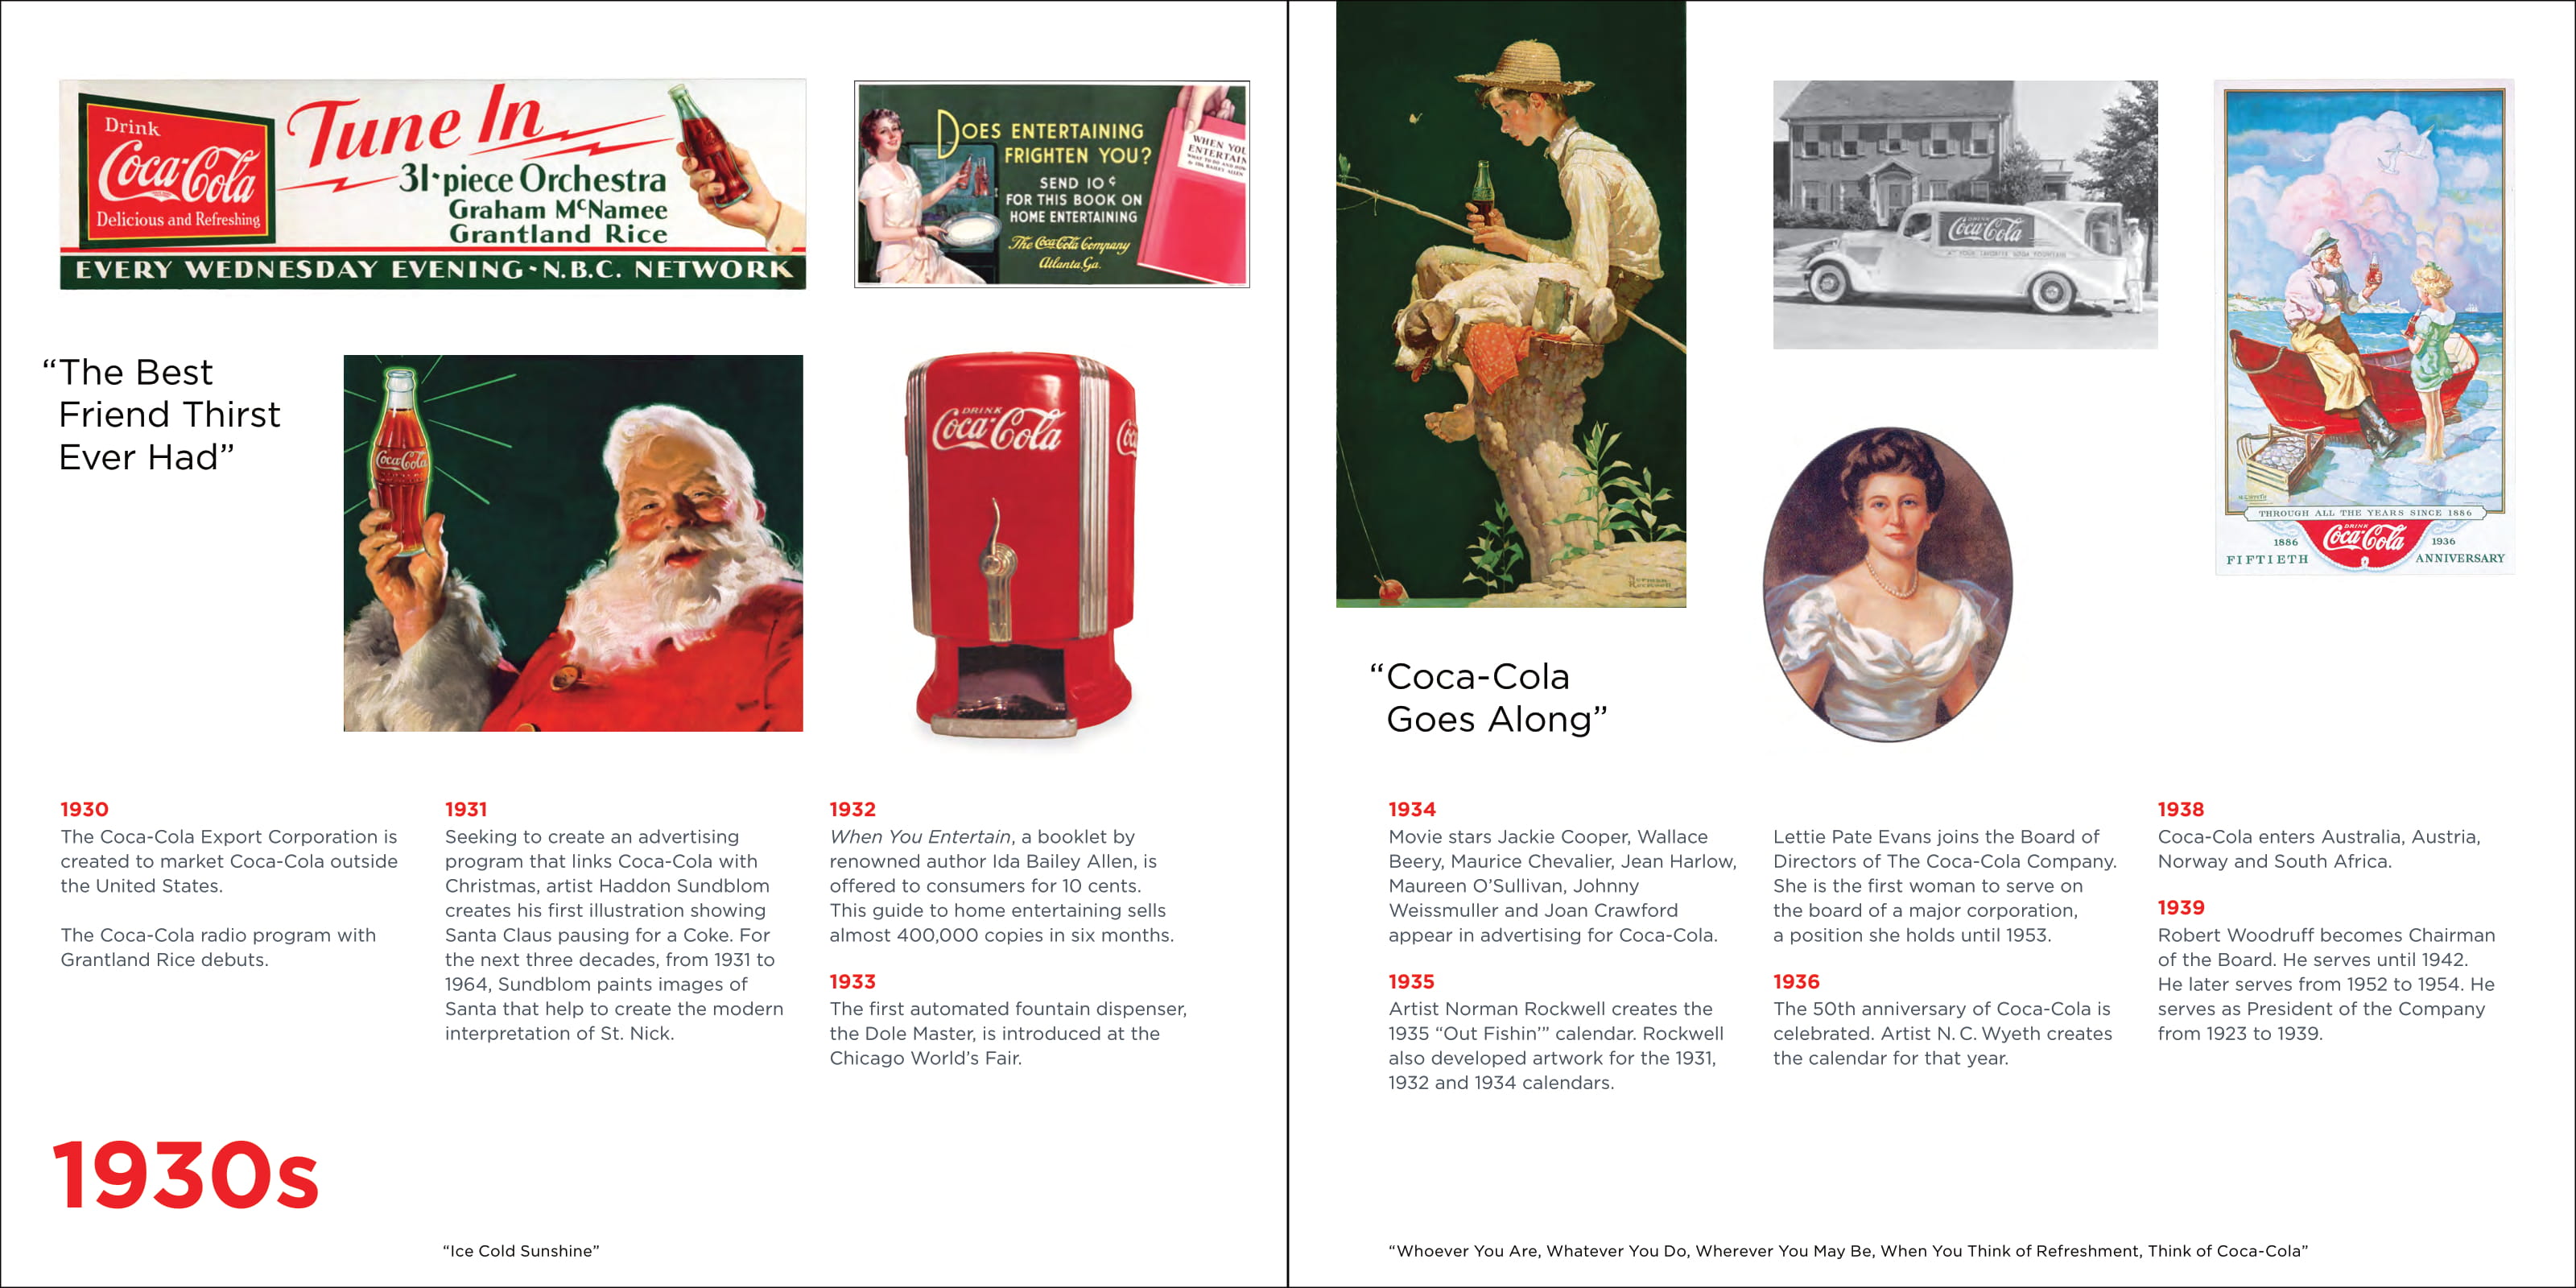 Drink
Coca-Cola
Delicious and Refreshing
Tune In
31-piece Orchestra
Graham McNamee
Grantland Rice
EVERY WEDNESDAY EVENING - N.B.C. NETWORK
DOES ENTERTAINING
FRIGHTEN YOU?
SEND 10¢
FOR THIS BOOK ON
HOME ENTERTAINING
The Coca-Cola Company
Atlanta, Ga.
WHEN YOU
ENTERTAIN
WHAT TO DO AND HOW
“The Best
Friend Thirst
Ever Had”
Coca-Cola
DRINK
Coca-Cola
1930
The Coca-Cola Export Corporation is
created to market Coca-Cola outside
the United States.
The Coca-Cola radio program with
Grantland Rice debuts.
1931
Seeking to create an advertising
program that links Coca-Cola with
Christmas, artist Haddon Sundblom
creates his first illustration showing
Santa Claus pausing for a Coke. For
the next three decades, from 1931 to
1964, Sundblom paints images of
Santa that help to create the modern
interpretation of St. Nick.
1932
When You Entertain, a booklet by
renowned author Ida Bailey Allen, is
offered to consumers for 10 cents.
This guide to home entertaining sells
almost 400,000 copies in six months.
1933
The first automated fountain dispenser,
the Dole Master, is introduced at the
Chicago World’s Fair.
1930s
“Ice Cold Sunshine”
Norman
Rockwell
DRINK
Coca-Cola
AT YOUR FAVORITE SODA FOUNTAIN
THROUGH ALL THE YEARS SINCE 1886
1886
DRINK
Coca-Cola
1936
FIFTIETH
ANNIVERSARY
“Coca-Cola
Goes Along”
1934
Movie stars Jackie Cooper, Wallace
Beery, Maurice Chevalier, Jean Harlow,
Maureen O’Sullivan, Johnny
Weissmuller and Joan Crawford
appear in advertising for Coca-Cola.
1935
Artist Norman Rockwell creates the
1935 “Out Fishin’” calendar. Rockwell
also developed artwork for the 1931,
1932 and 1934 calendars.
Lettie Pate Evans joins the Board of
Directors of The Coca-Cola Company.
She is the first woman to serve on
the board of a major corporation,
a position she holds until 1953.
1936
The 50th anniversary of Coca-Cola is
celebrated. Artist N. C. Wyeth creates
the calendar for that year.
1938
Coca-Cola enters Australia, Austria,
Norway and South Africa.
1939
Robert Woodruff becomes Chairman
of the Board. He serves until 1942.
He later serves from 1952 to 1954. He
serves as President of the Company
from 1923 to 1939.
“Whoever You Are, Whatever You Do, Wherever You May Be, When You Think of Refreshment, Think of Coca-Cola”